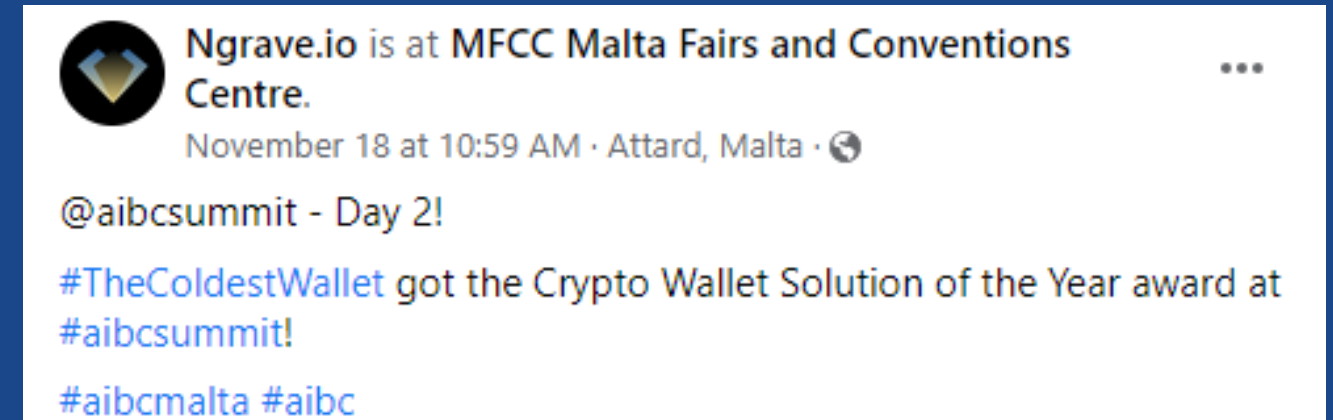 Ngrave.io is at MFCC Malta Fairs and Conventions
Centre.
November 18 at 10:59 AM · Attard, Malta ·
@aibcsummit - Day 2!
#TheColdestWallet got the Crypto Wallet Solution of the Year award at
#aibcsummit!
#aibcmalta #aibc